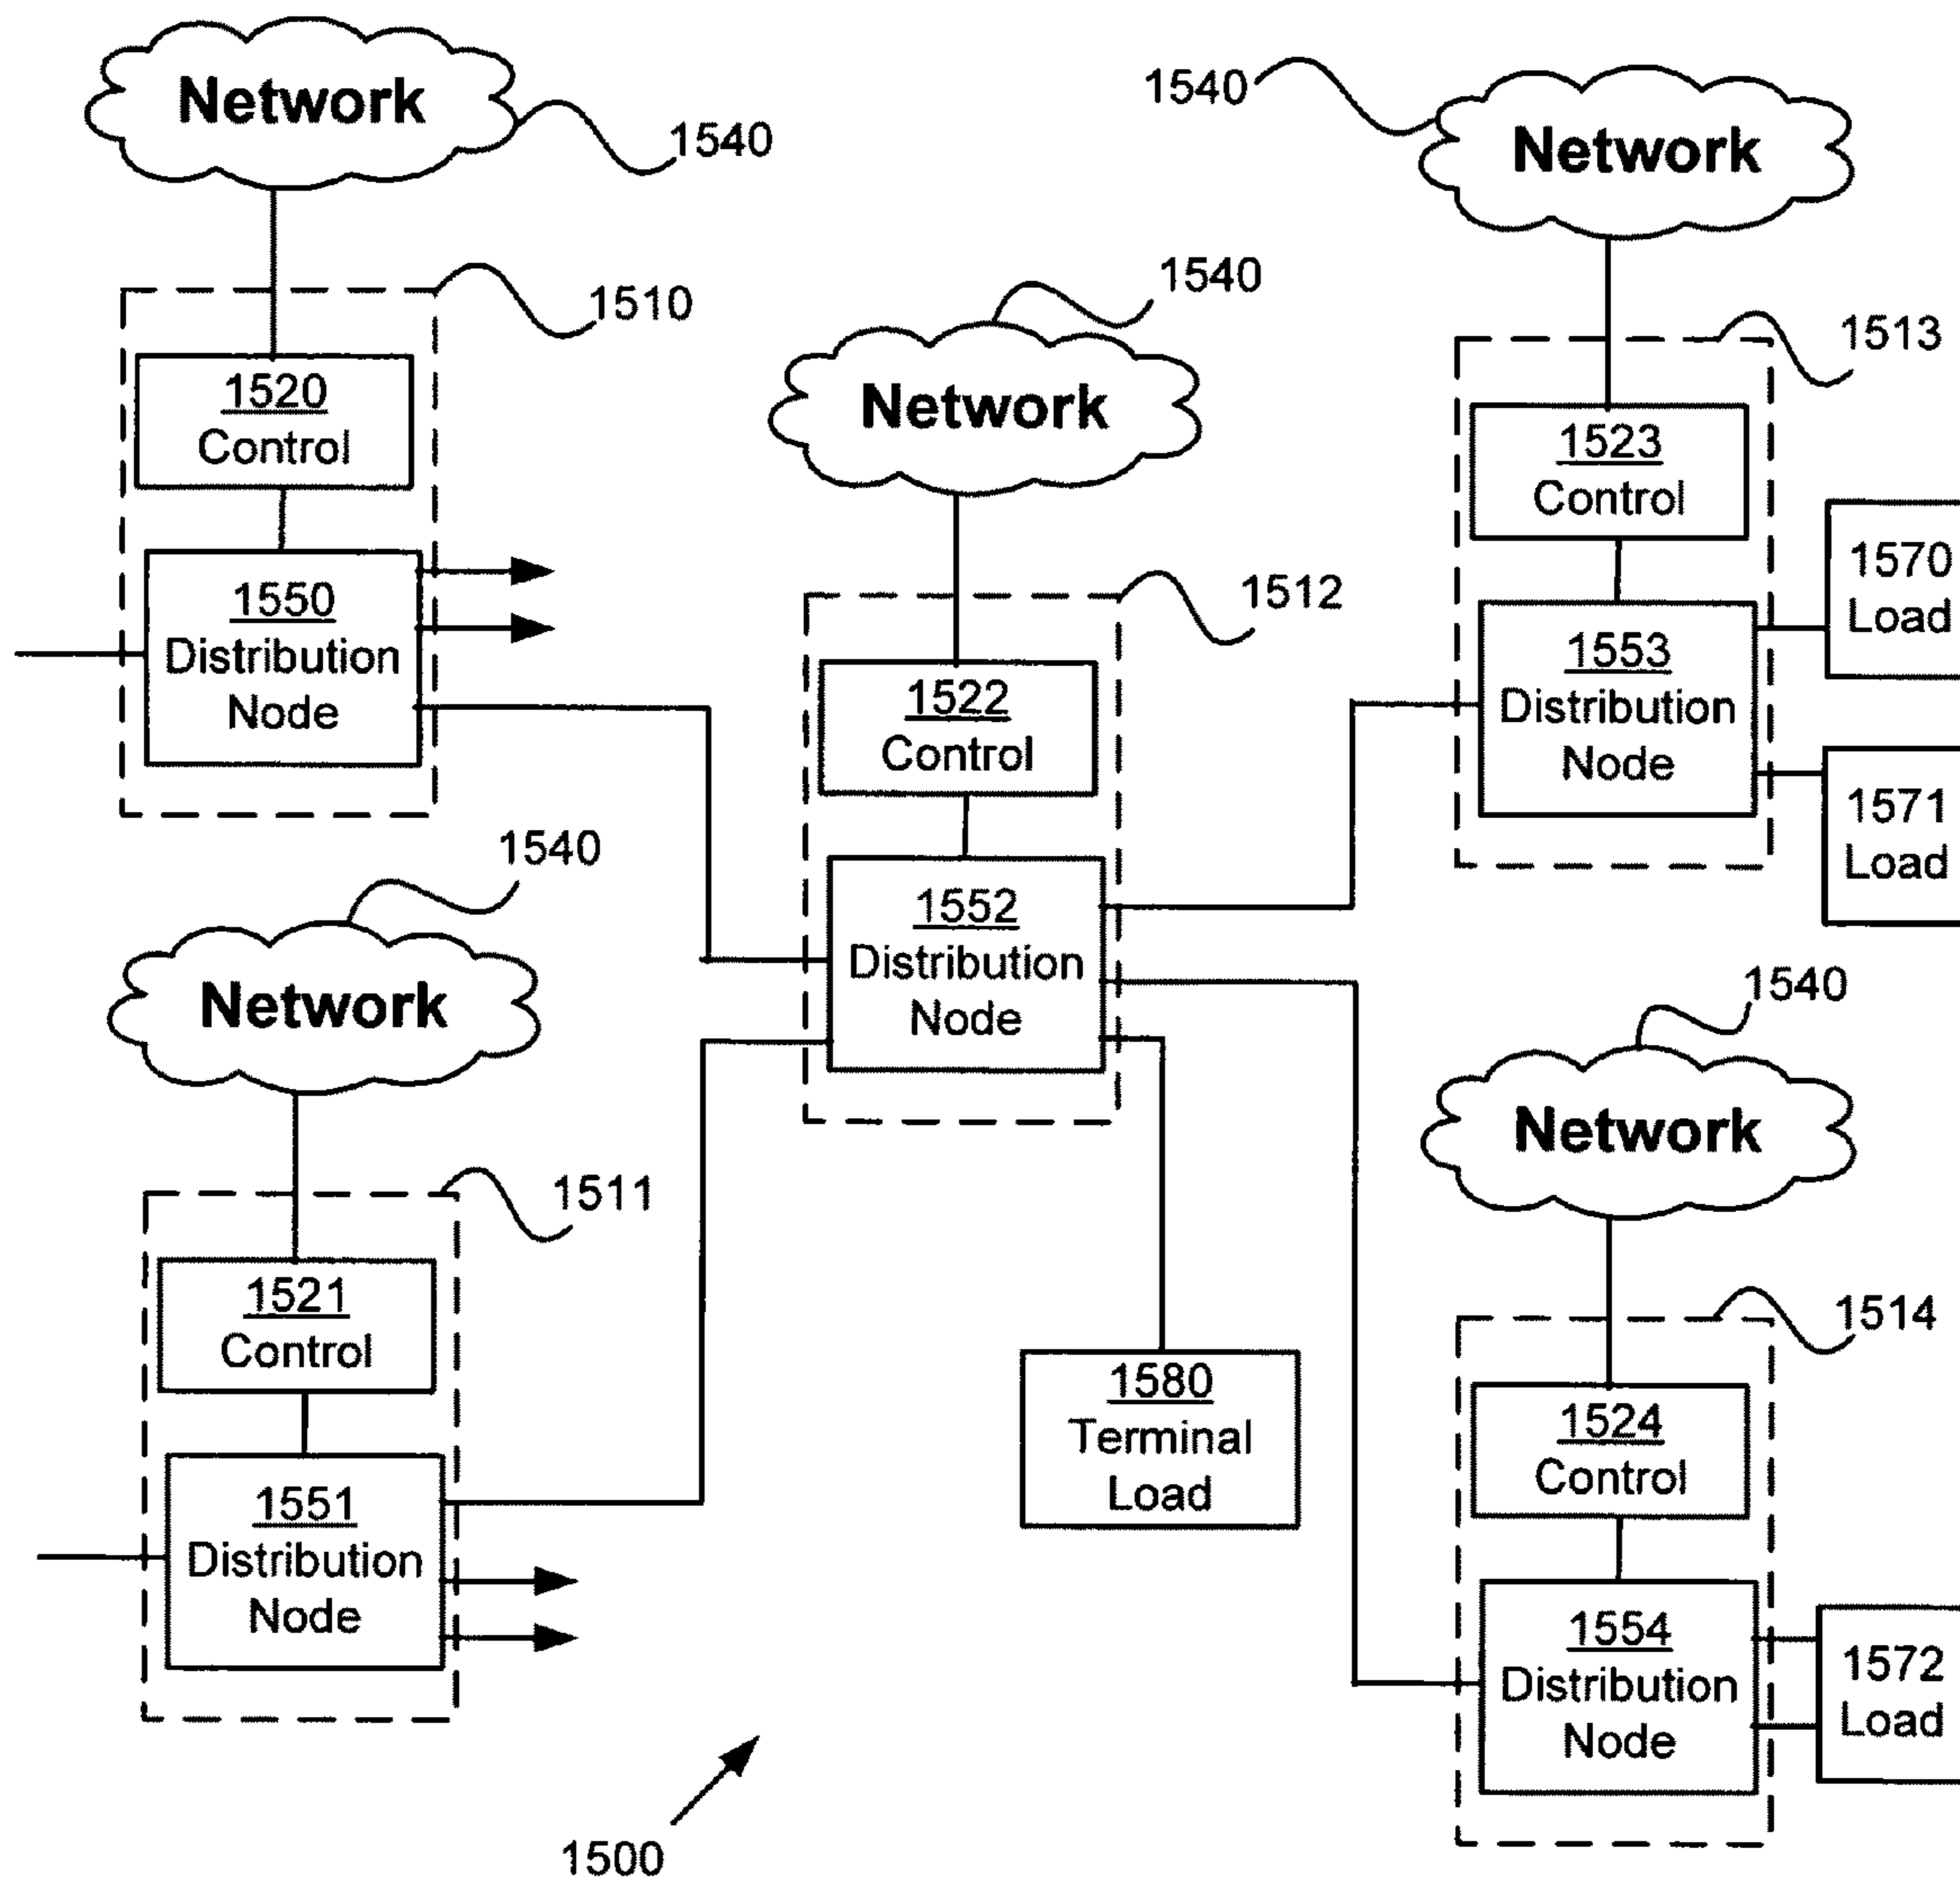 Network
1540
1510
1520
Control
1550
Distribution
Node
1540
Network
1511
1521
Control
1551
Distribution
Node
1540
Network
1512
1522
Control
1552
Distribution
Node
1580
Terminal
Load
1540
Network
1513
1523
Control
1553
Distribution
Node
1570
Load
1571
Load
1540
Network
1514
1524
Control
1554
Distribution
Node
1572
Load
1500